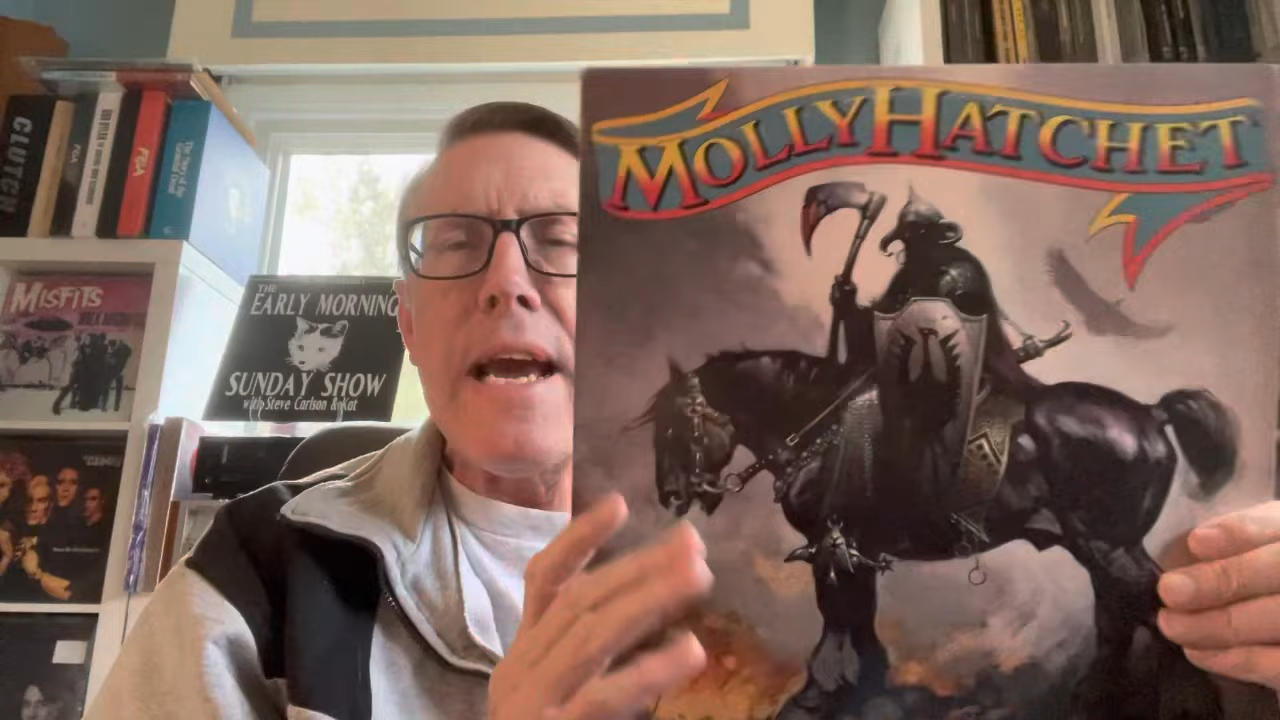 MOLLY HATCHET
CLUTCH
MISFITS
THE
EARLY MORNING
SUNDAY SHOW
with Steve Carlson & Kat